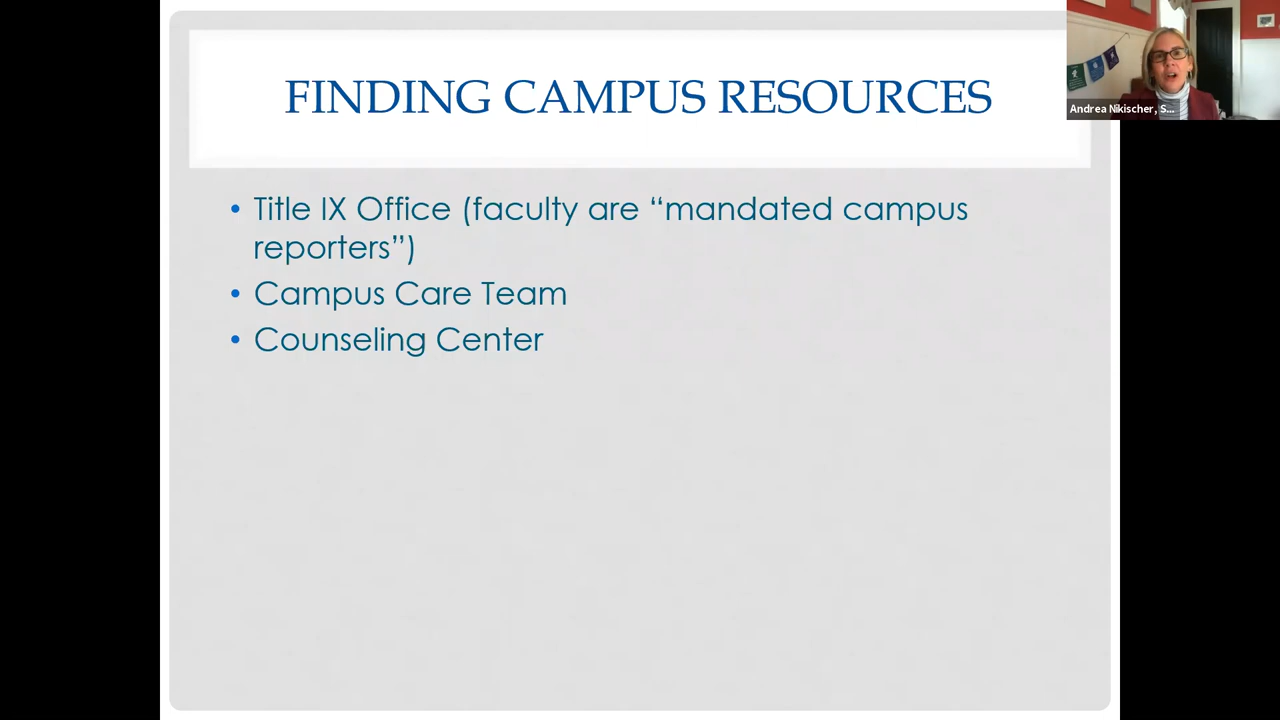 FINDING CAMPUS RESOURCES
Andrea Nikischer, S...
• Title IX Office (faculty are “mandated campus
reporters”)
• Campus Care Team
• Counseling Center